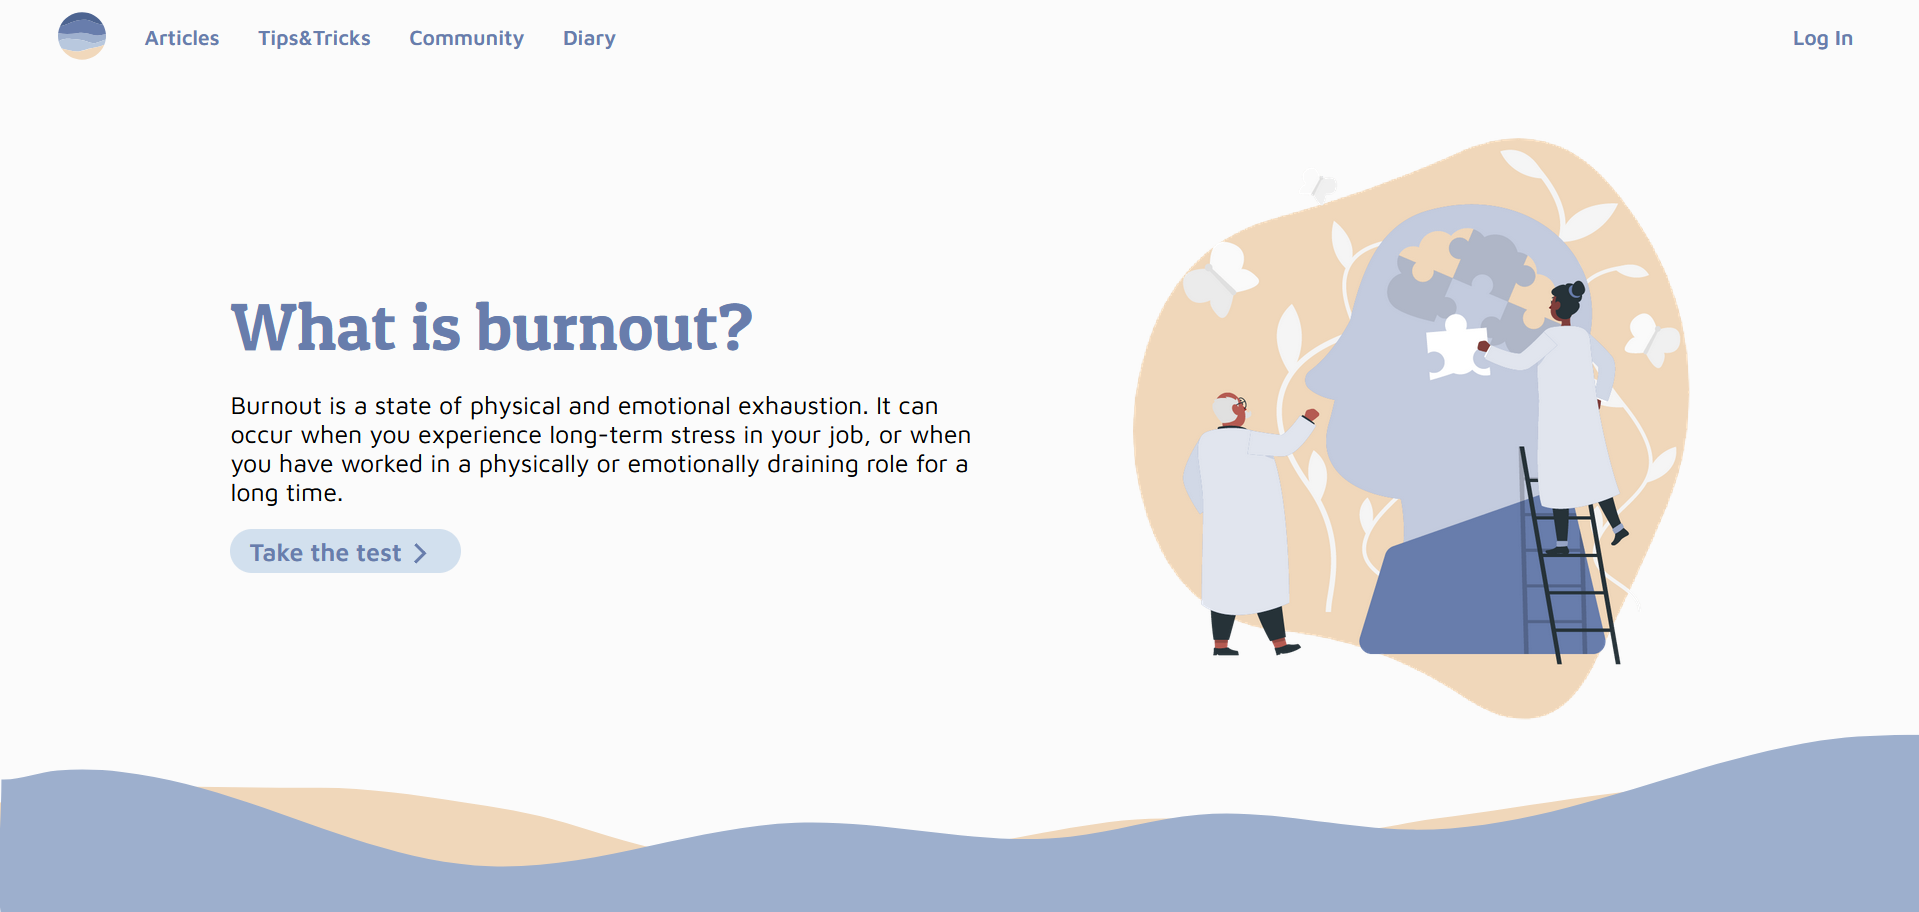 Articles Tips&Tricks Community Diary Log In
What is burnout?
Burnout is a state of physical and emotional exhaustion. It can
occur when you experience long-term stress in your job, or when
you have worked in a physically or emotionally draining role for a
long time.
Take the test